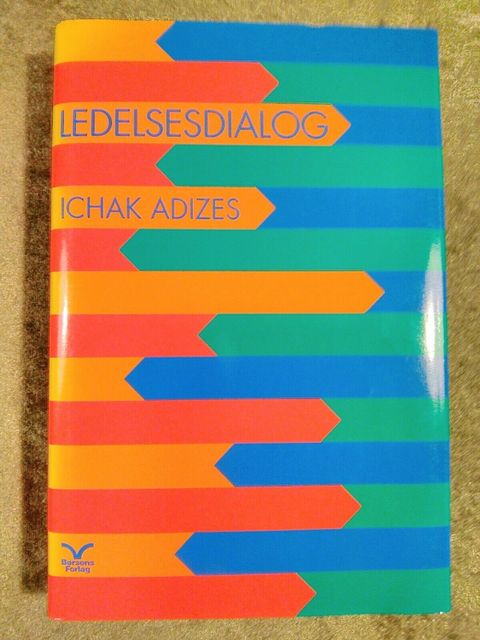 LEDELSESDIALOG
ICHAK ADIZES
Børsens
Forlag